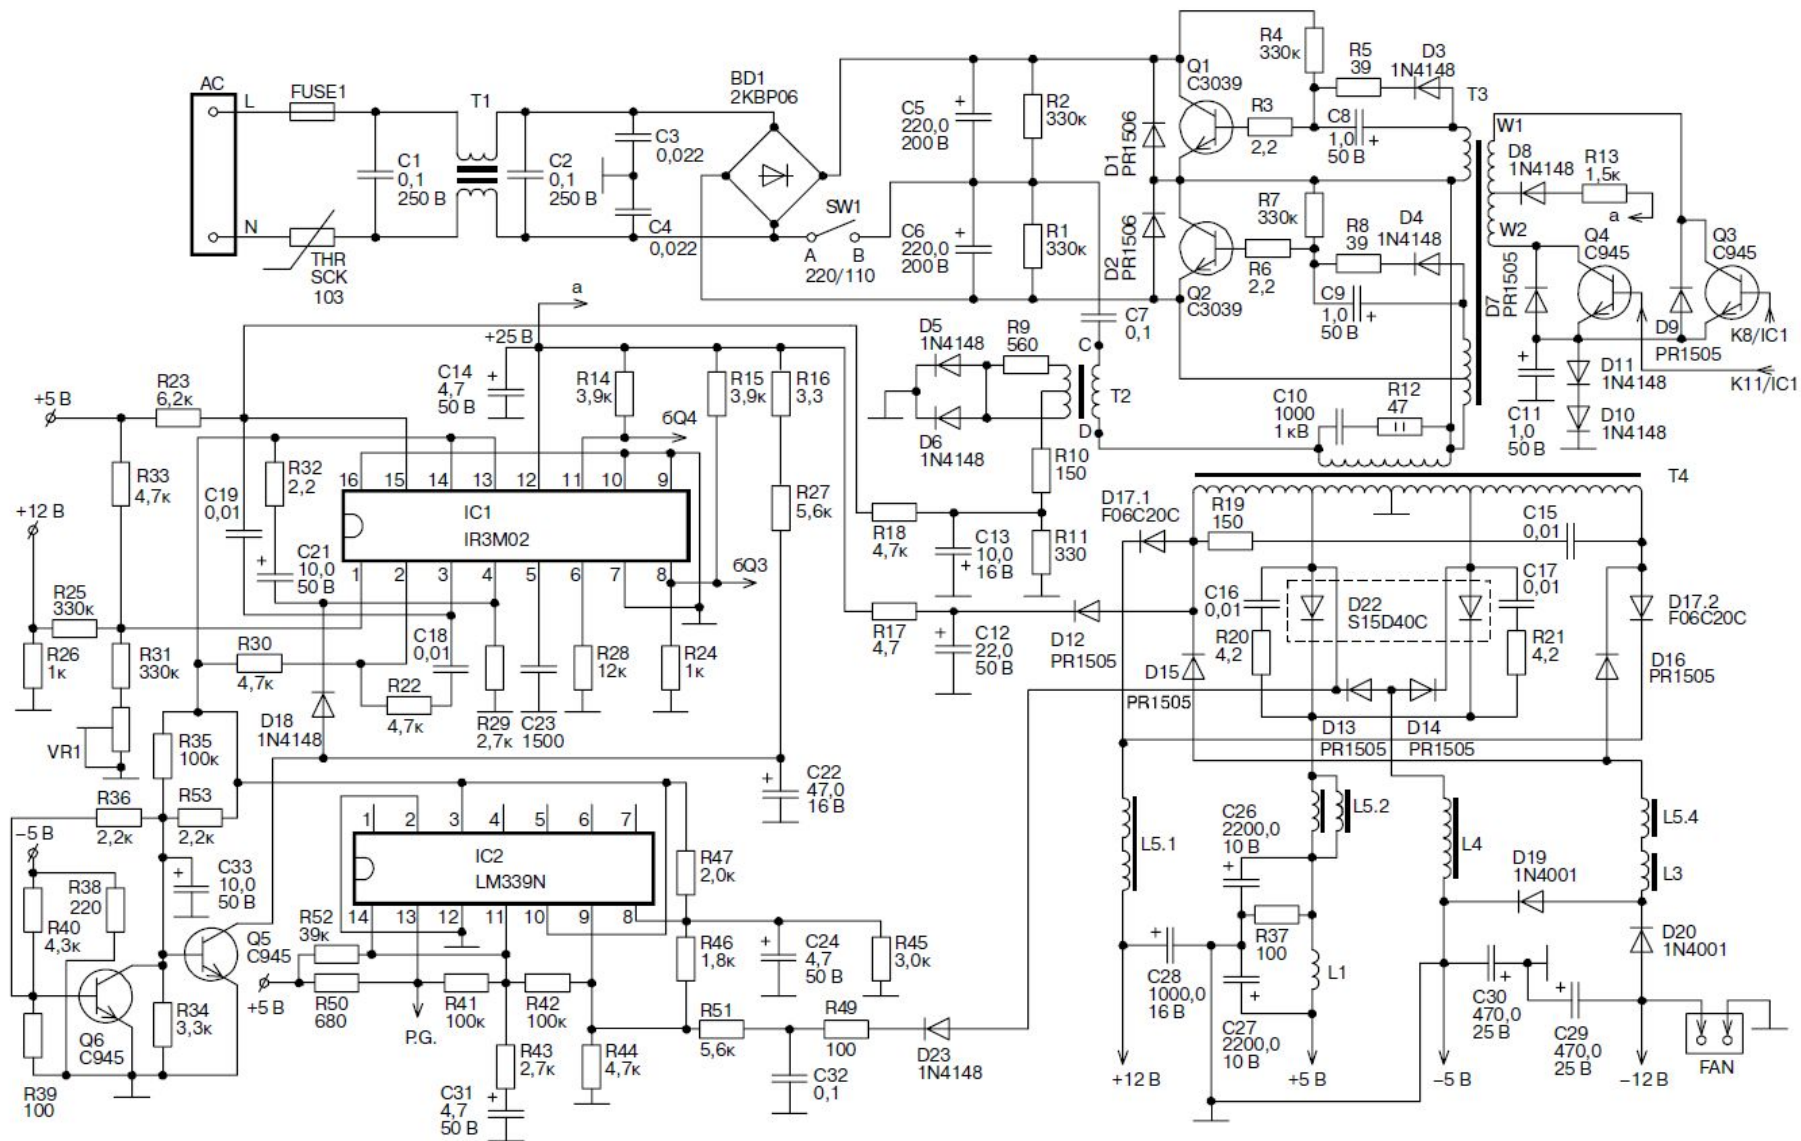 AC
L
N
FUSE1
THR
SCK
103
T1
C1
0,1
250 В
C2
0,1
250 В
C3
0,022
C4
0,022
BD1
2KBP06
SW1
A
B
220/110
C5
220,0
200 В
C6
220,0
200 В
R2
330к
R1
330к
D1
PR1506
D2
PR1506
Q1
C3039
Q2
C3039
R3
2,2
R4
330к
R5
39
D3
1N4148
C8
1,0
50 В
R7
330к
R8
39
D4
1N4148
R6
2,2
C9
1,0
50 В
T3
W1
W2
D8
1N4148
R13
1,5к
а
Q4
C945
Q3
C945
D7
PR1505
D9
PR1505
K8/IC1
K11/IC1
D11
1N4148
D10
1N4148
C11
1,0
50 В
C7
0,1
C
D
T2
D5
1N4148
D6
1N4148
R9
560
R10
150
R11
330
C10
1000
1 кВ
R12
47
T4
а
+25 В
C14
4,7
50 В
R14
3,9к
R15
3,9к
R16
3,3
бQ4
бQ3
R27
5,6к
+5 В
R23
6,2к
R33
4,7к
C19
0,01
R32
2,2
C21
10,0
50 В
+12 В
R25
330к
R26
1к
R31
330к
VR1
16
15
14
13
12
11
10
9
IC1
IR3M02
1
2
3
4
5
6
7
8
R30
4,7к
R22
4,7к
C18
0,01
R29
2,7к
C23
1500
R28
12к
R24
1к
D18
1N4148
R18
4,7к
C13
10,0
16 В
R17
4,7
C12
22,0
50 В
D12
PR1505
D17.1
F06C20C
R19
150
C15
0,01
C16
0,01
R20
4,2
D22
S15D40C
C17
0,01
R21
4,2
D17.2
F06C20C
D15
PR1505
D16
PR1505
D13
PR1505
D14
PR1505
R35
100к
R36
2,2к
R53
2,2к
−5 В
R38
220
R40
4,3к
C33
10,0
50 В
Q5
C945
Q6
C945
R34
3,3к
R39
100
C22
47,0
16 В
1
2
3
4
5
6
7
IC2
LM339N
14
13
12
11
10
9
8
R47
2,0к
R52
39к
+5 В
R50
680
P.G.
R41
100к
R42
100к
R43
2,7к
R44
4,7к
C31
4,7
50 В
R46
1,8к
C24
4,7
50 В
R45
3,0к
R51
5,6к
R49
100
C32
0,1
D23
1N4148
L5.1
L5.2
C26
2200,0
10 В
R37
100
L1
C27
2200,0
10 В
C28
1000,0
16 В
L4
L5.4
L3
D19
1N4001
D20
1N4001
C30
470,0
25 В
C29
470,0
25 В
FAN
+12 В
+5 В
−5 В
−12 В